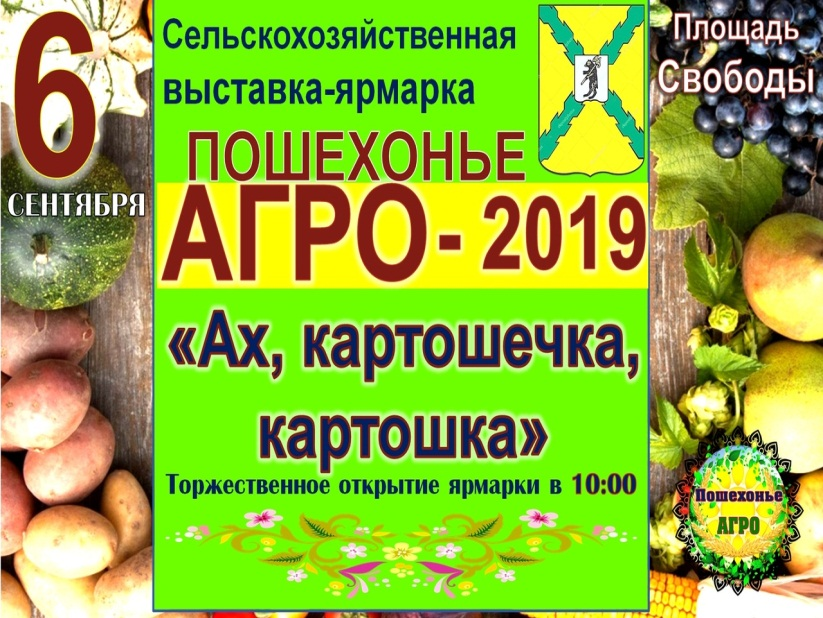 6
СЕНТЯБРЯ
Сельскохозяйственная
выставка-ярмарка
ПОШЕХОНЬЕ
АГРО - 2019
«Ах, картошечка,
картошка»
Торжественное открытие ярмарки в 10:00
Площадь
Свободы
Пошехонье
АГРО